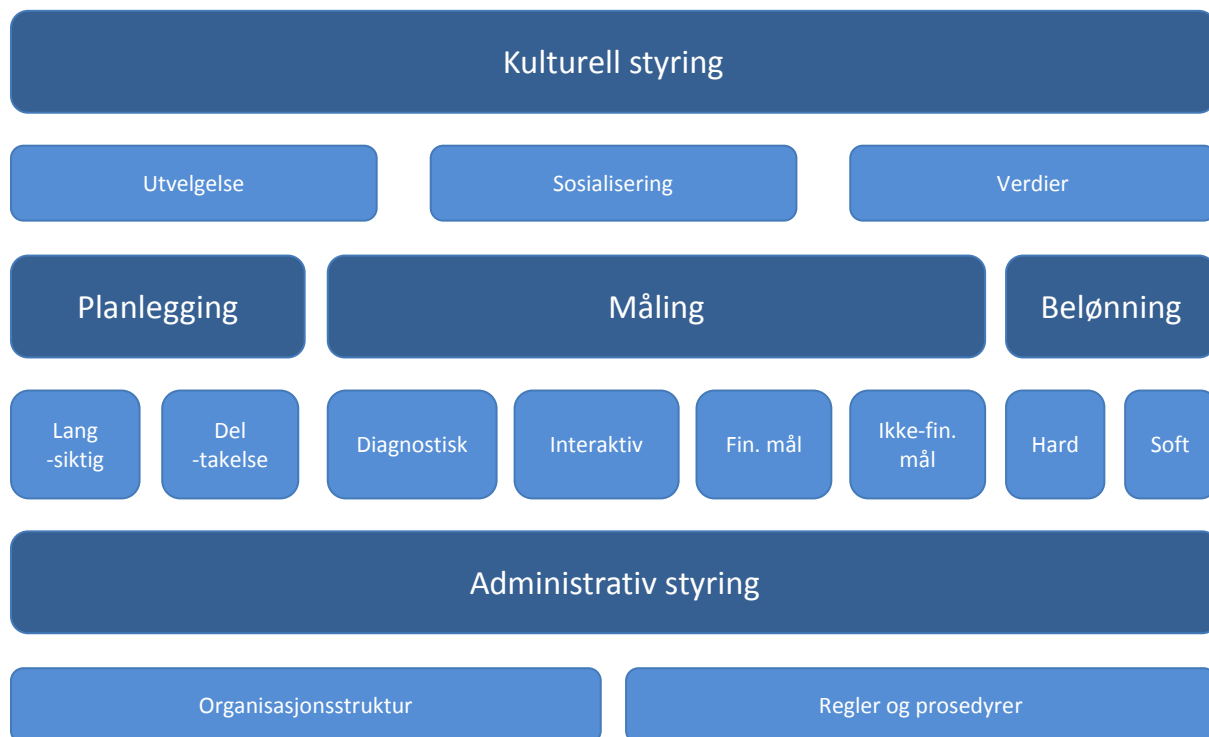 Kulturell styring
Utvelgelse
Sosialisering
Verdier
Planlegging
Måling
Belønning
Lang
-siktig
Del
-takelse
Diagnostisk
Interaktiv
Fin. mål
Ikke-fin.
mål
Hard
Soft
Administrativ styring
Organisasjonsstruktur
Regler og prosedyrer